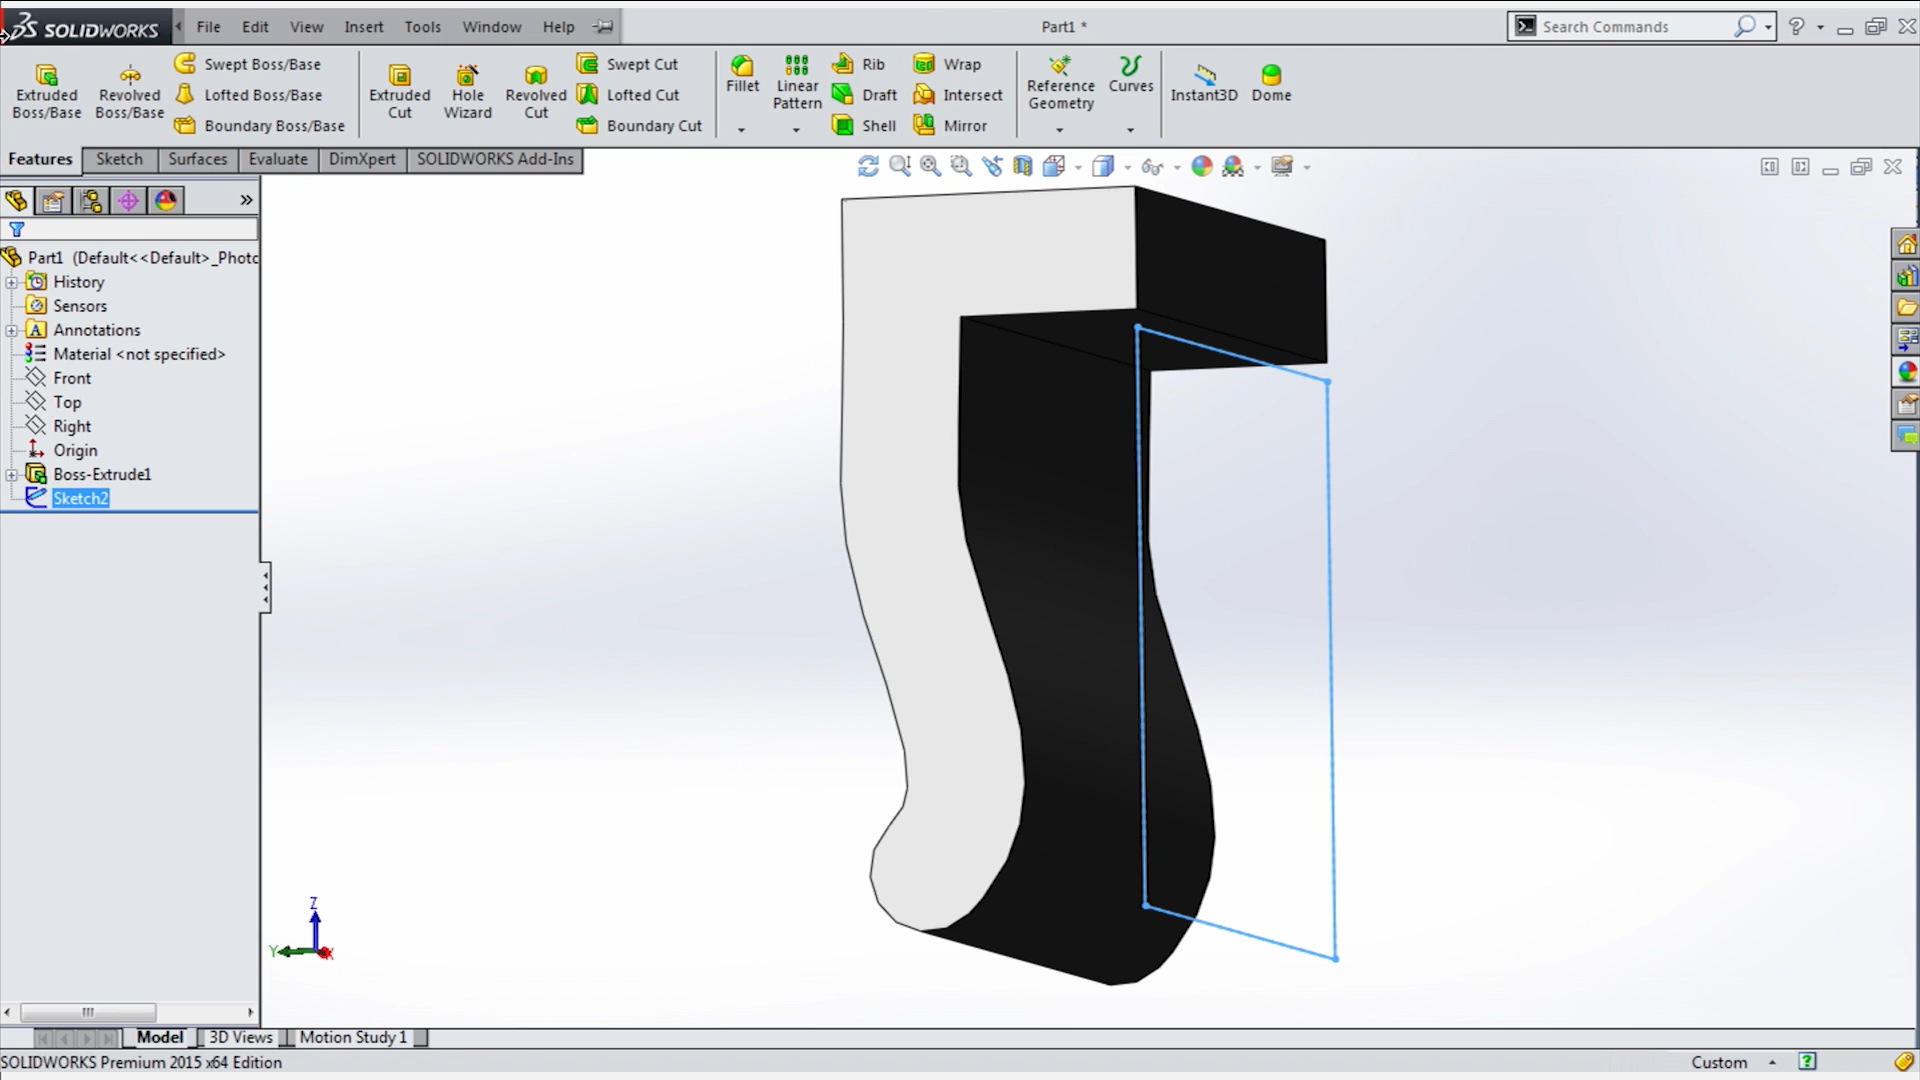 SOLIDWORKS File Edit View Insert Tools Window Help Part1 * Search Commands
Extruded Boss/Base
Revolved Boss/Base
Swept Boss/Base
Lofted Boss/Base
Boundary Boss/Base
Extruded Cut
Hole Wizard
Revolved Cut
Swept Cut
Lofted Cut
Boundary Cut
Fillet
Linear Pattern
Rib
Draft
Shell
Wrap
Intersect
Mirror
Reference Geometry
Curves
Instant3D
Dome
Features Sketch Surfaces Evaluate DimXpert SOLIDWORKS Add-Ins
Part1 (Default<<Default>_Photo
History
Sensors
Annotations
Material <not specified>
Front
Top
Right
Origin
Boss-Extrude1
Sketch2
Z
Y
X
Model 3D Views Motion Study 1
SOLIDWORKS Premium 2015 x64 Edition Custom